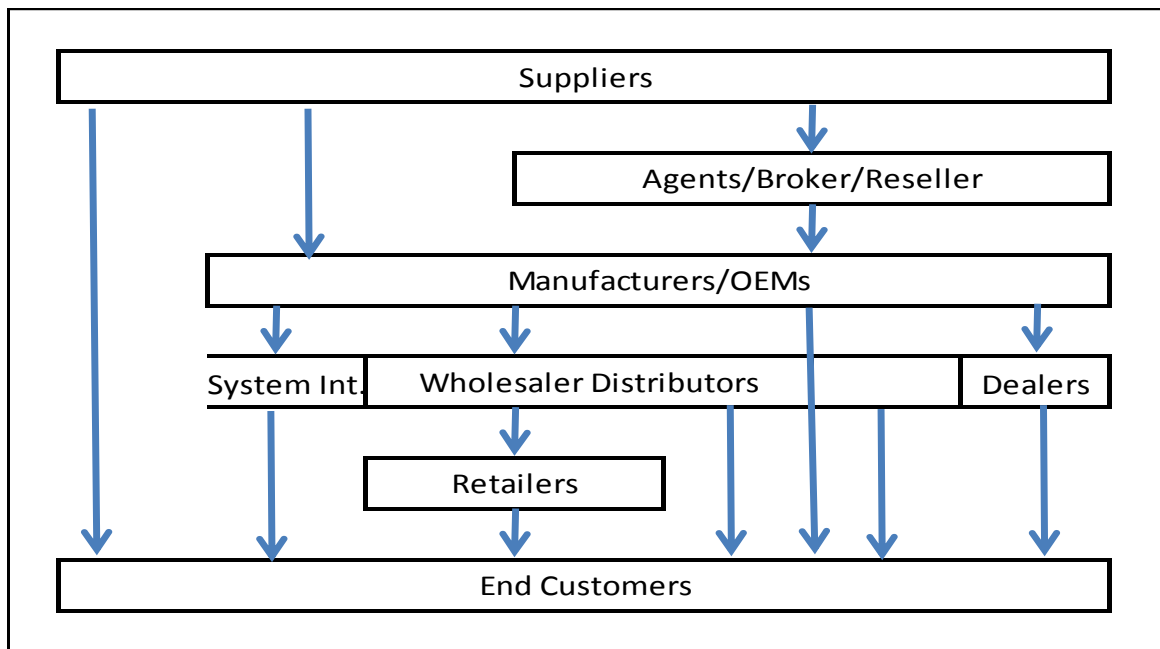 Suppliers
Agents/Broker/Reseller
Manufacturers/OEMs
System Int.
Wholesaler Distributors
Dealers
Retailers
End Customers